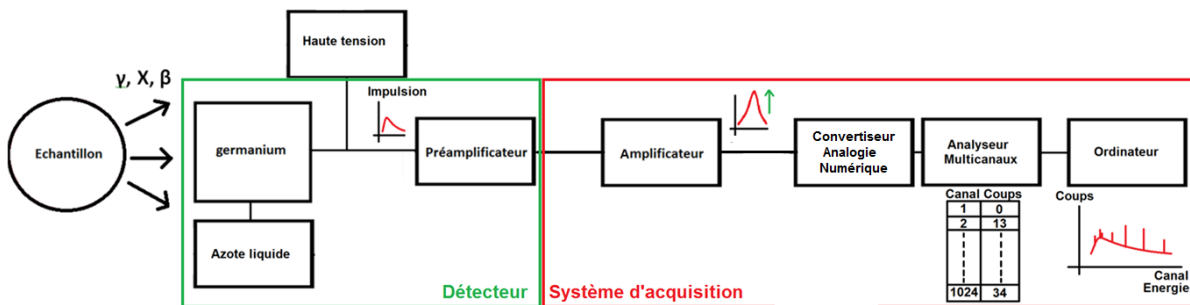 Haute tension
γ, X, β
Impulsion
Echantillon
germanium
Préamplificateur
Amplificateur
Convertiseur
Analogie
Numérique
Analyseur
Multicanaux
Ordinateur
Azote liquide
Canal Coups
1 0
2 13
1024 34
Coups
Canal
Energie
Détecteur
Système d'acquisition